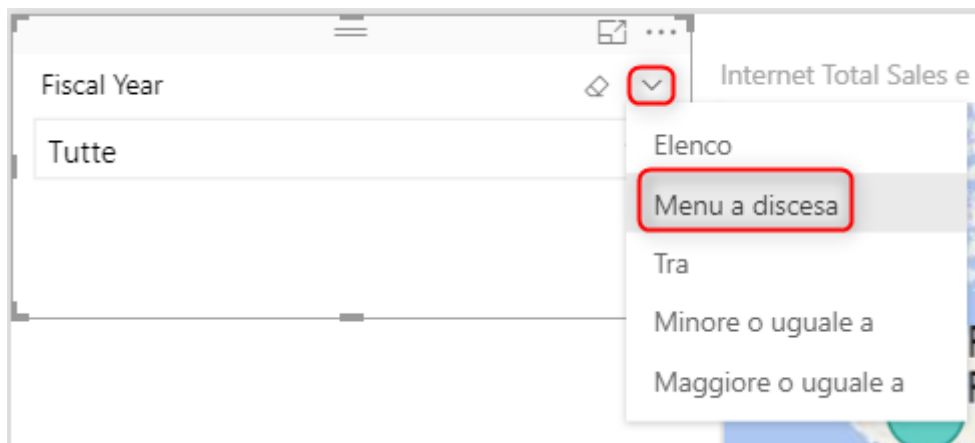 Fiscal Year
Internet Total Sales e
Tutte
Elenco
Menu a discesa
Tra
Minore o uguale a
Maggiore o uguale a